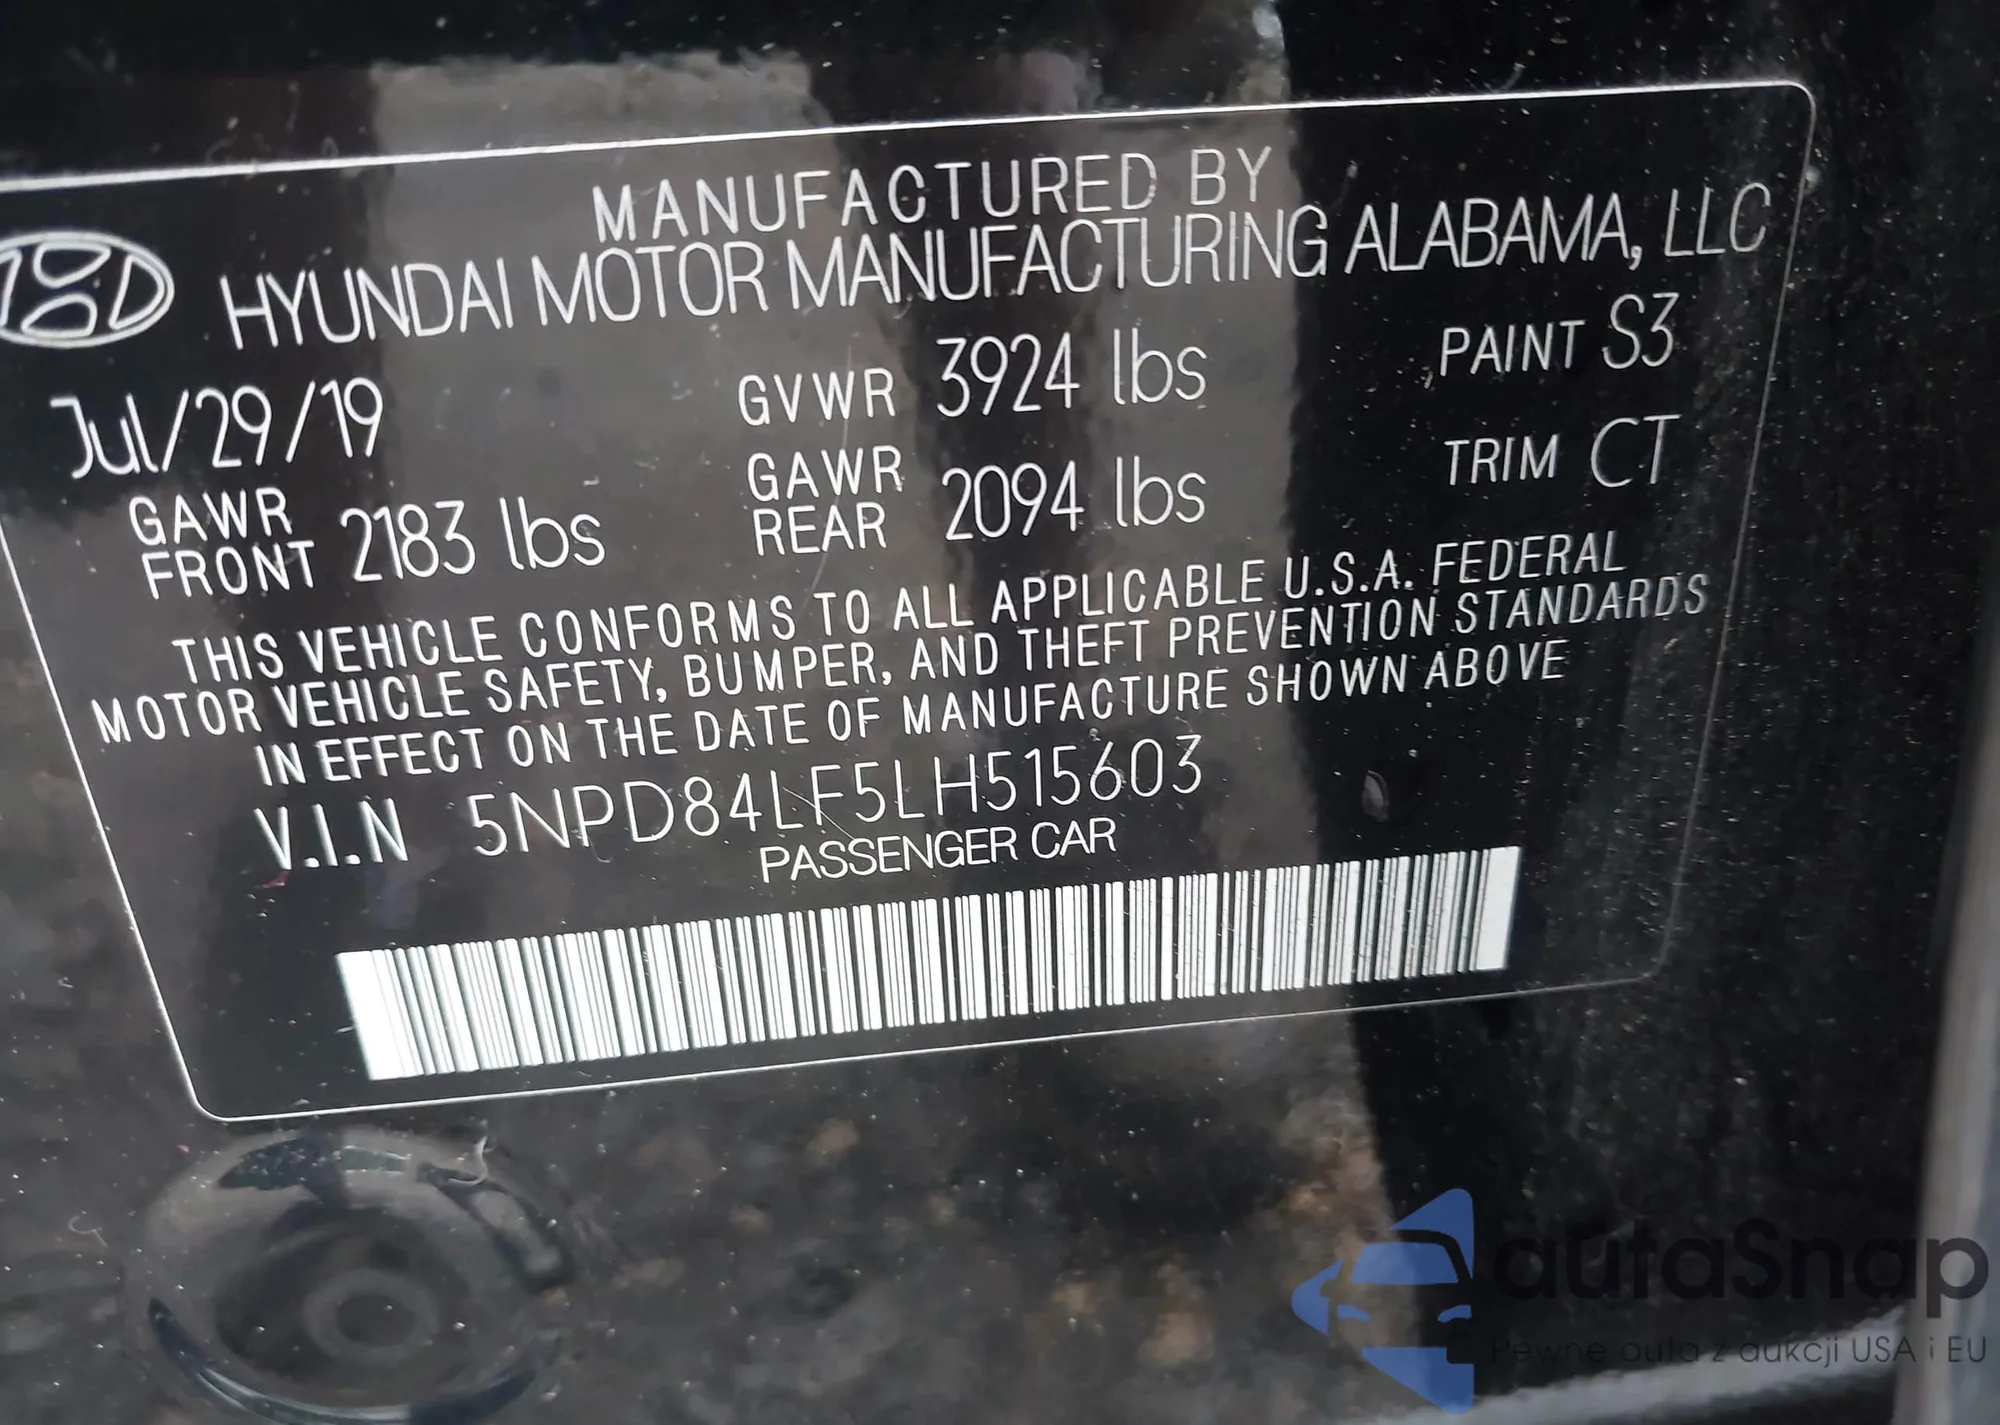 MANUFACTURED BY
HYUNDAI MOTOR MANUFACTURING ALABAMA, LLC
Jul/29/19 GVWR 3924 lbs PAINT S3
GAWR FRONT 2183 lbs GAWR REAR 2094 lbs TRIM CT
THIS VEHICLE CONFORMS TO ALL APPLICABLE U.S.A. FEDERAL
MOTOR VEHICLE SAFETY, BUMPER, AND THEFT PREVENTION STANDARDS
IN EFFECT ON THE DATE OF MANUFACTURE SHOWN ABOVE
V.I.N 5NPD84LF5LH515603
PASSENGER CAR
autaSnap
Pewne auta z aukcji USA i EU